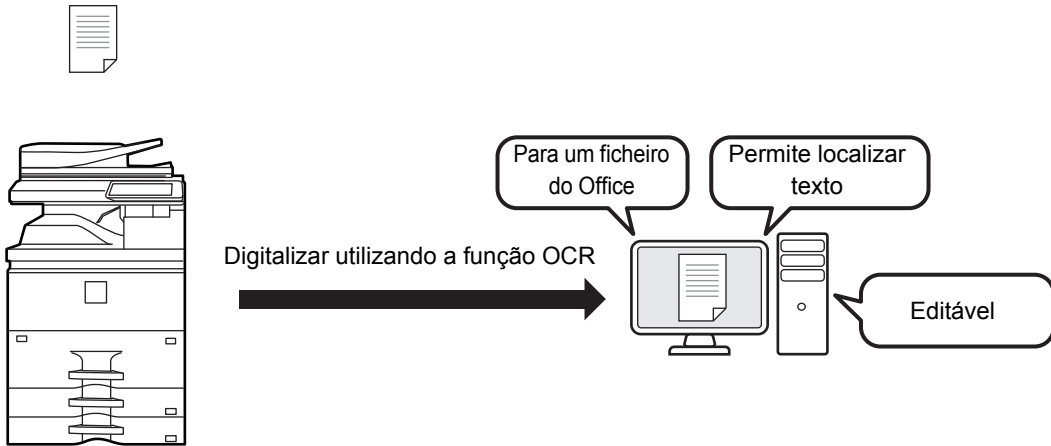 Para um ficheiro
do Office
Permite localizar
texto
Digitalizar utilizando a função OCR
Editável